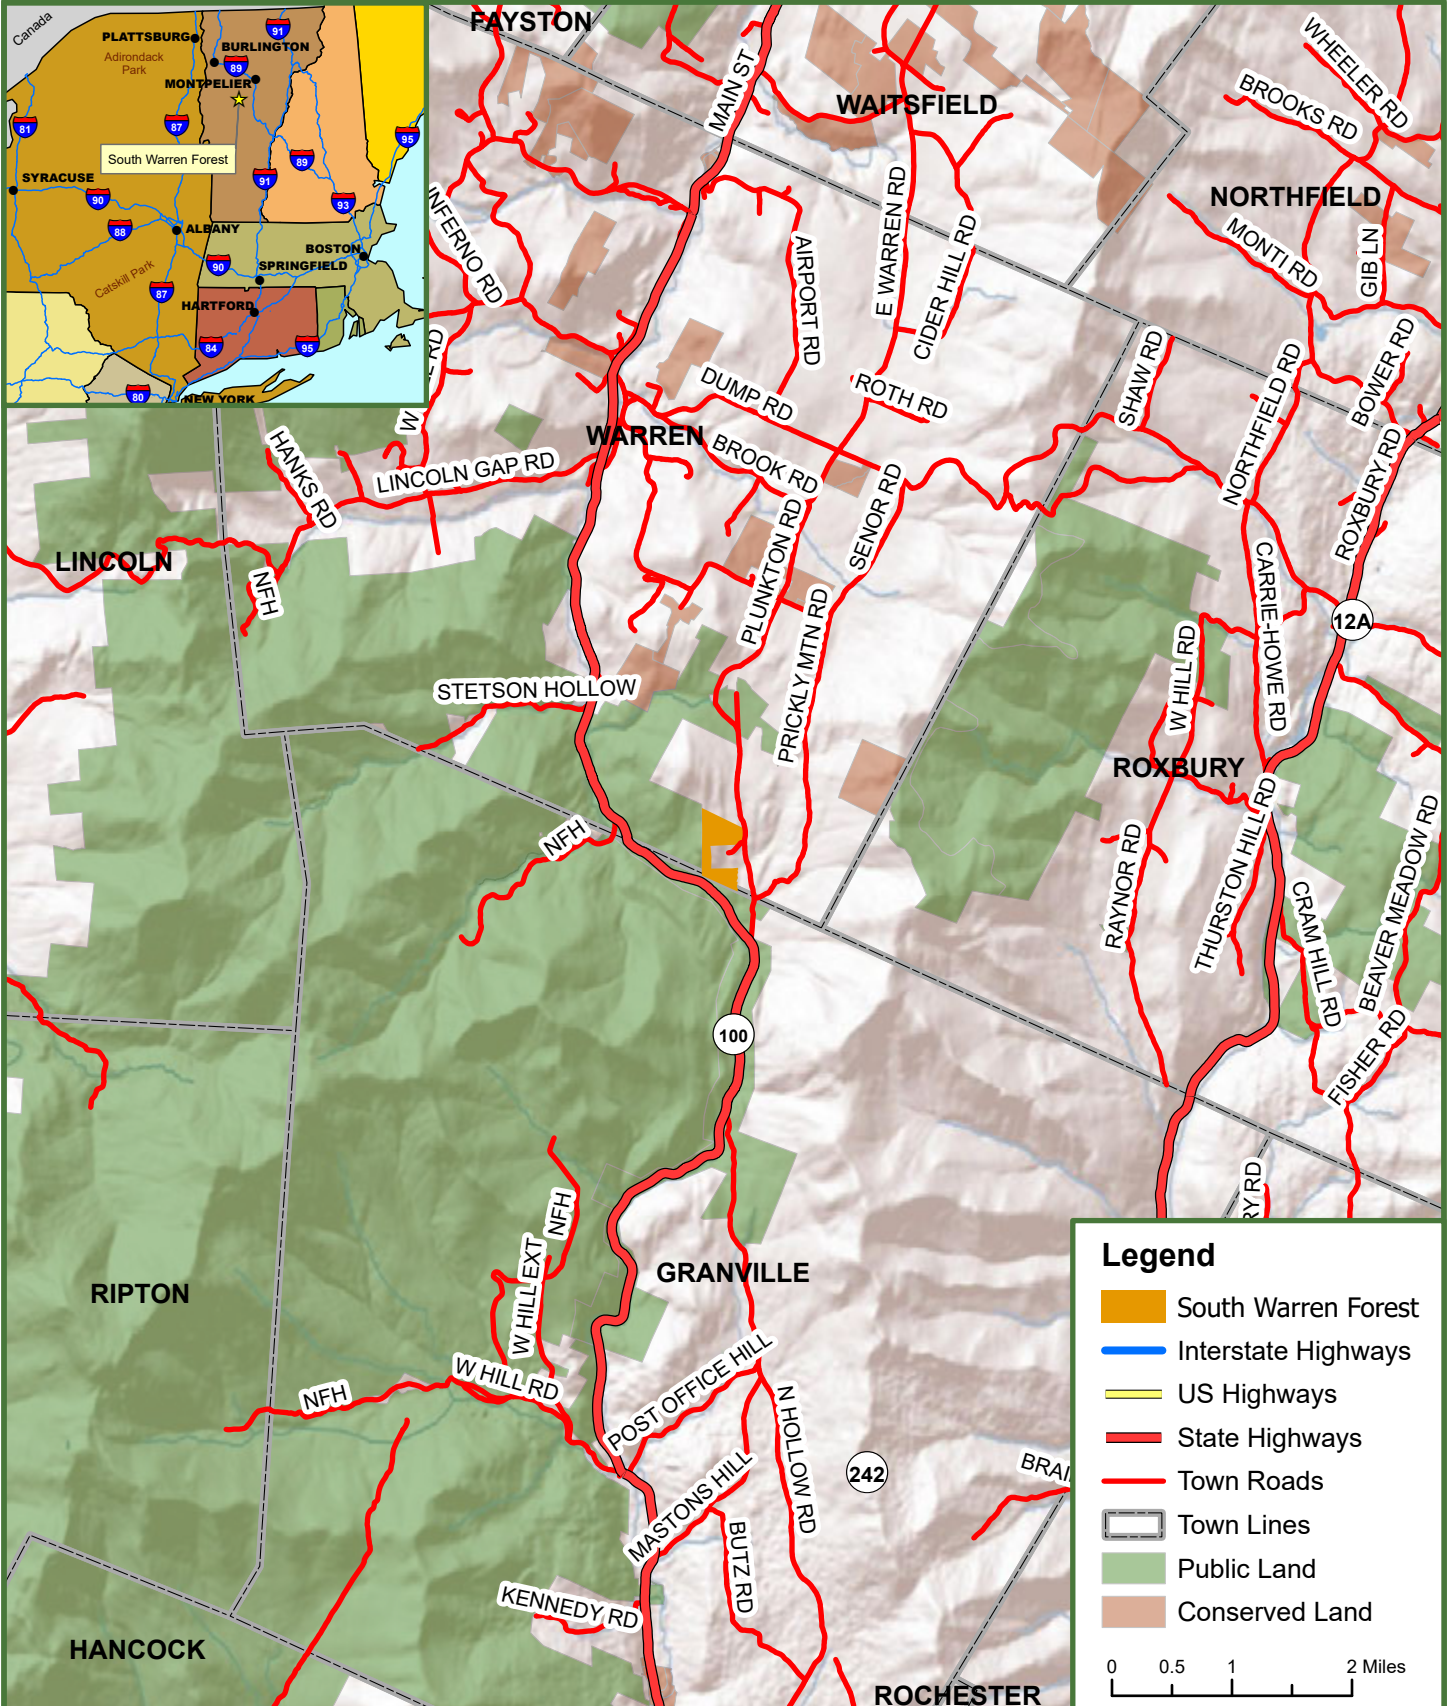 Canada
PLATTSBURG
BURLINGTON
Adirondack
Park
MONTPELIER
91
89
81
87
95
South Warren Forest
89
SYRACUSE
91
90
93
88
ALBANY
BOSTON
90
SPRINGFIELD
Catskill Park
87
HARTFORD
84
95
80
NEW YORK
FAYSTON
MAIN ST
WAITSFIELD
WHEELER RD
BROOKS RD
NORTHFIELD
INFERNO RD
AIRPORT RD
E WARREN RD
CIDER HILL RD
MONTI RD
GIB LN
SHAW RD
NORTHFIELD RD
BOWER RD
DUMP RD
ROTH RD
WARREN
BROOK RD
HANKS RD
LINCOLN GAP RD
SENOR RD
ROXBURY RD
LINCOLN
NFH
PLUNKTON RD
PRICKLY MTN RD
CARRIE-HOWE RD
12A
W HILL RD
STETSON HOLLOW
ROXBURY
NFH
RAYNOR RD
THURSTON HILL RD
CRAM HILL RD
BEAVER MEADOW RD
FISHER RD
100
NFH
W HILL EXT
GRANVILLE
RIPTON
W HILL RD
NFH
POST OFFICE HILL
N HOLLOW RD
242
MASTONS HILL
BUTZ RD
KENNEDY RD
HANCOCK
ROCHESTER
Legend
South Warren Forest
Interstate Highways
US Highways
State Highways
Town Roads
Town Lines
Public Land
Conserved Land
0 0.5 1 2 Miles